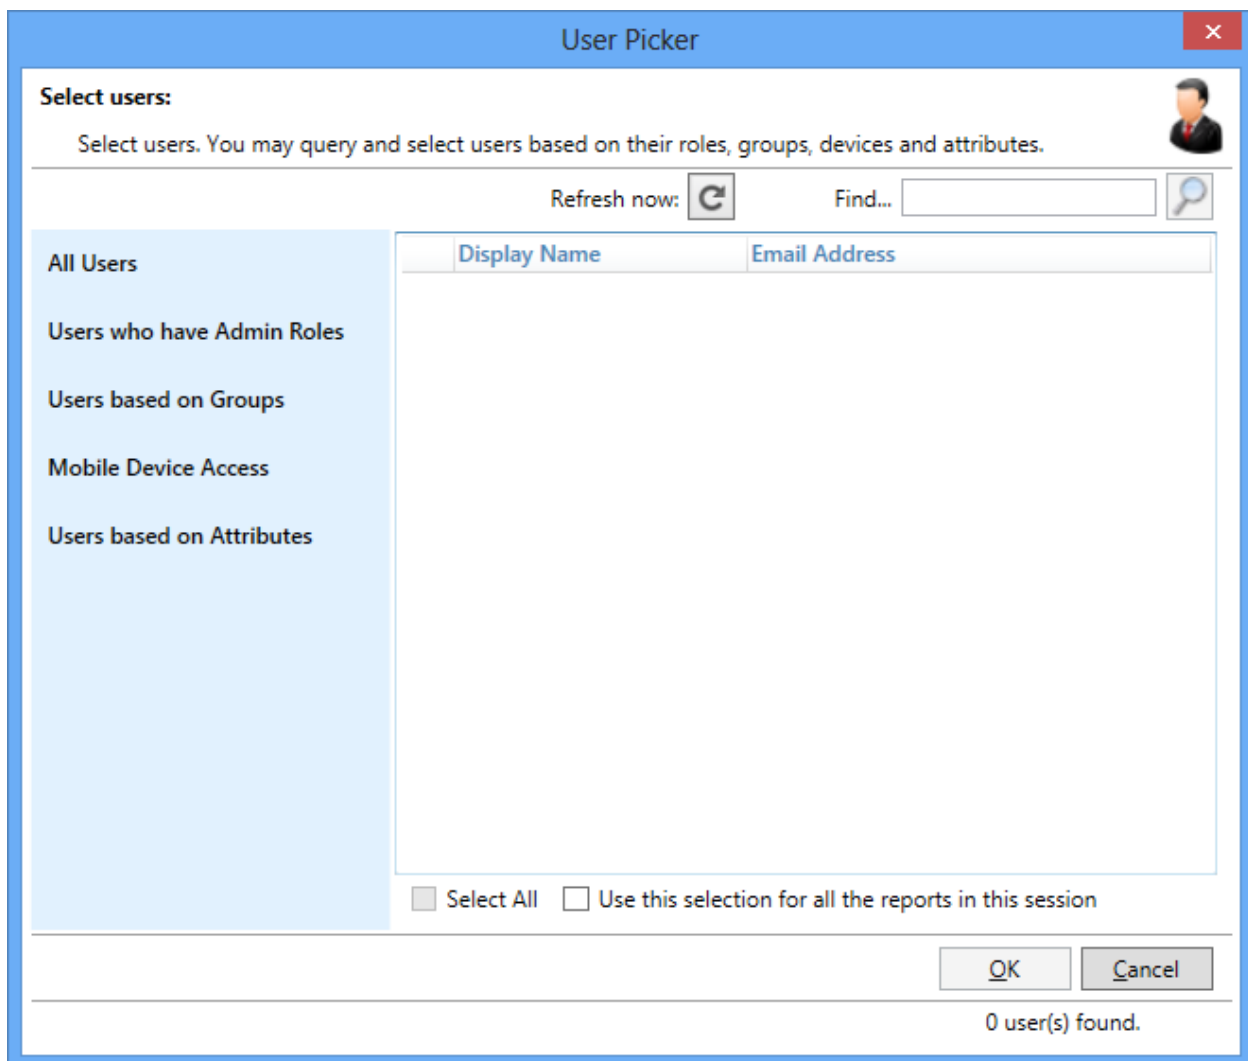 User Picker
Select users:
Select users. You may query and select users based on their roles, groups, devices and attributes.
Refresh now: Find...
Display Name Email Address
All Users
Users who have Admin Roles
Users based on Groups
Mobile Device Access
Users based on Attributes
Select All Use this selection for all the reports in this session
OK Cancel
0 user(s) found.